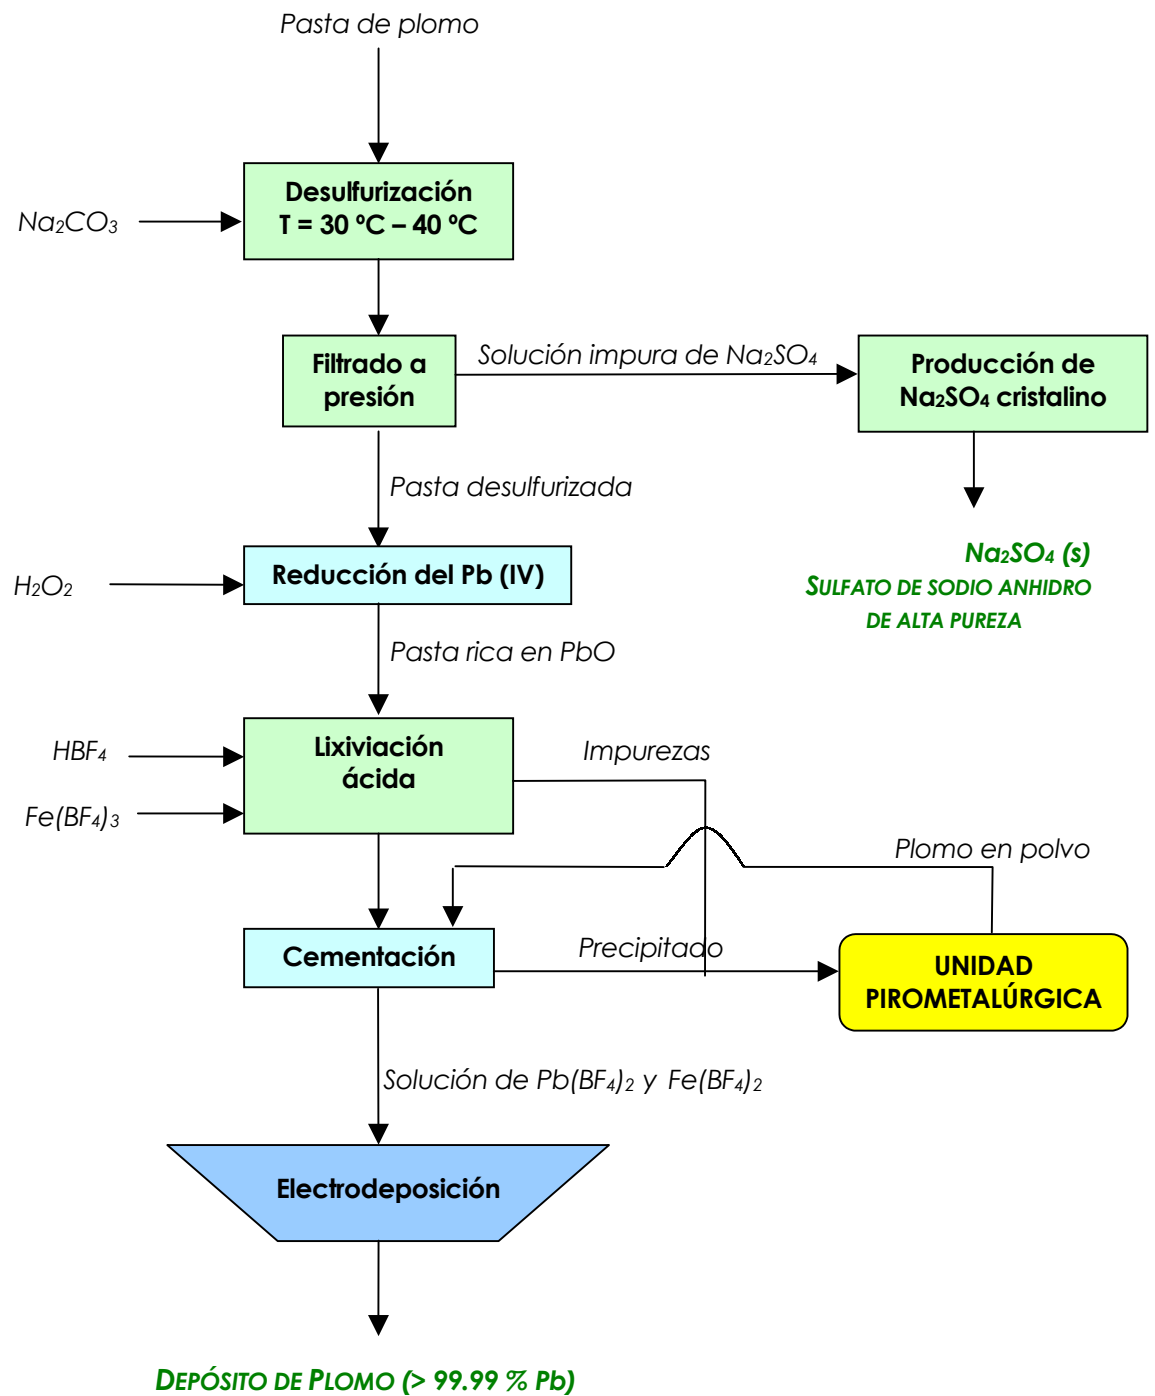 Pasta de plomo
Desulfurización
T = 30 ºC – 40 ºC
Na₂CO₃
Filtrado a
presión
Solución impura de Na₂SO₄
Producción de
Na₂SO₄ cristalino
Pasta desulfurizada
Na₂SO₄ (s)
SULFATO DE SODIO ANHIDRO
DE ALTA PUREZA
Reducción del Pb (IV)
H₂O₂
Pasta rica en PbO
Lixiviación
ácida
HBF₄
Fe(BF₄)₃
Impurezas
Plomo en polvo
Cementación
Precipitado
UNIDAD
PIROMETALÚRGICA
Solución de Pb(BF₄)₂ y Fe(BF₄)₂
Electrodeposición
DEPÓSITO DE PLOMO (> 99.99 % Pb)